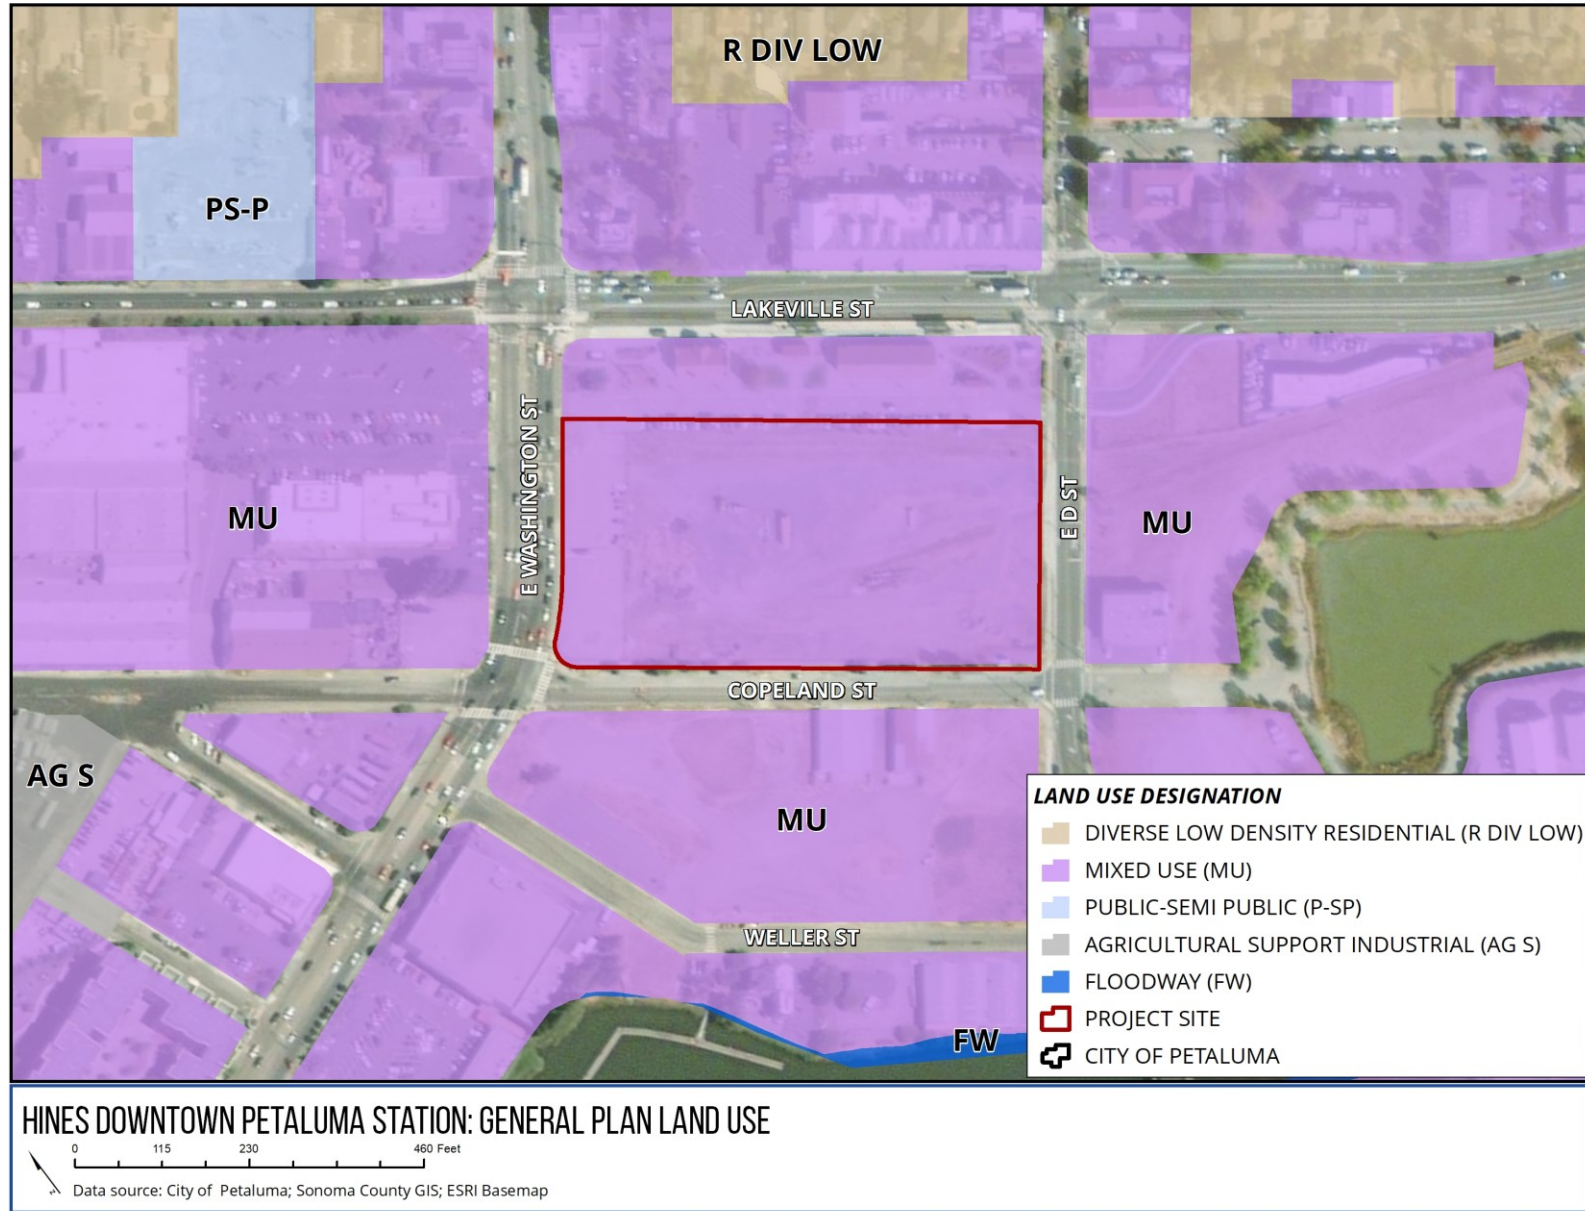 R DIV LOW
PS-P
LAKEVILLE ST
E WASHINGTON ST
E D ST
MU
MU
COPELAND ST
AG S
MU
WELLER ST
FW
LAND USE DESIGNATION
DIVERSE LOW DENSITY RESIDENTIAL (R DIV LOW)
MIXED USE (MU)
PUBLIC-SEMI PUBLIC (P-SP)
AGRICULTURAL SUPPORT INDUSTRIAL (AG S)
FLOODWAY (FW)
PROJECT SITE
CITY OF PETALUMA
HINES DOWNTOWN PETALUMA STATION: GENERAL PLAN LAND USE
0 115 230 460 Feet
Data source: City of Petaluma; Sonoma County GIS; ESRI Basemap